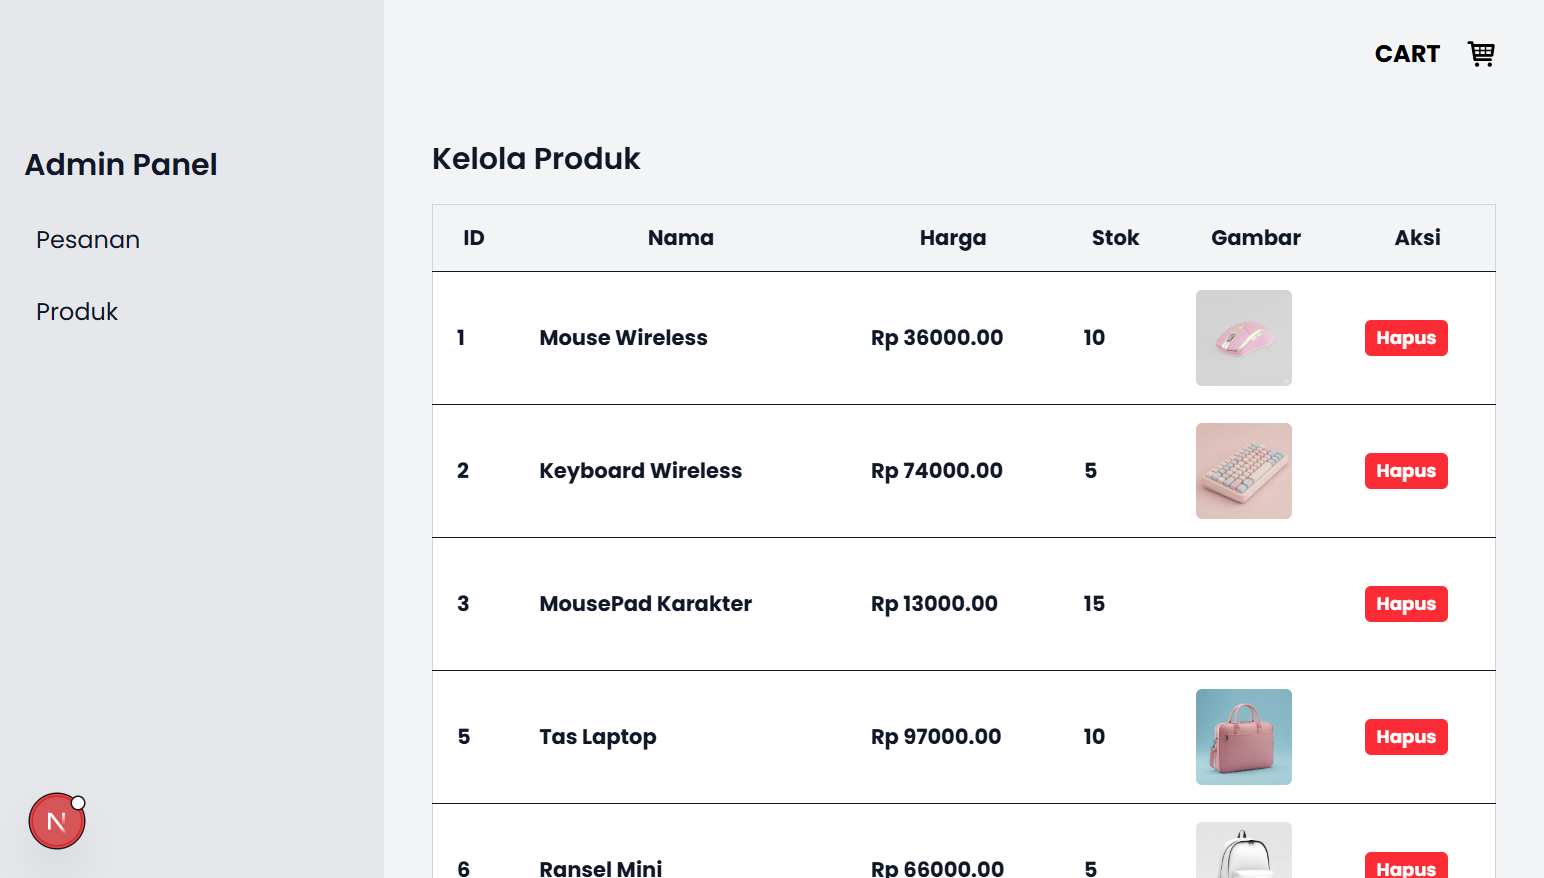 CART
Admin Panel
Pesanan
Produk
Kelola Produk
ID Nama Harga Stok Gambar Aksi
1 Mouse Wireless Rp 36000.00 10 Hapus
2 Keyboard Wireless Rp 74000.00 5 Hapus
3 MousePad Karakter Rp 13000.00 15 Hapus
5 Tas Laptop Rp 97000.00 10 Hapus
6 Ransel Mini Rp 66000.00 5 Hapus
N